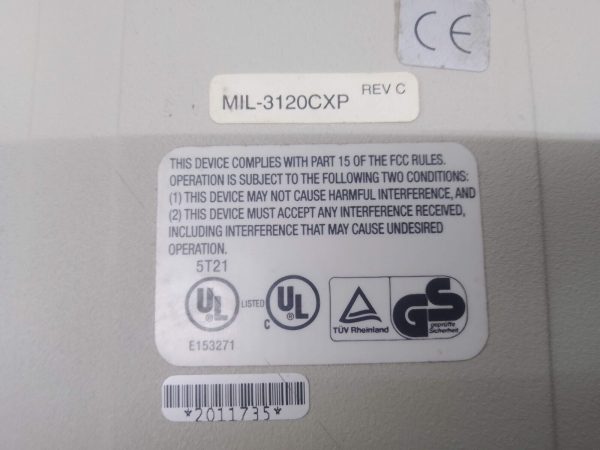 CE
MIL-3120CXP REV C
THIS DEVICE COMPLIES WITH PART 15 OF THE FCC RULES.
OPERATION IS SUBJECT TO THE FOLLOWING TWO CONDITIONS:
(1) THIS DEVICE MAY NOT CAUSE HARMFUL INTERFERENCE, AND
(2) THIS DEVICE MUST ACCEPT ANY INTERFERENCE RECEIVED,
INCLUDING INTERFERENCE THAT MAY CAUSE UNDESIRED
OPERATION.
5T21
UL LISTED C UL
TÜV Rheinland
GS
geprüfte
Sicherheit
E153271
*2011735*